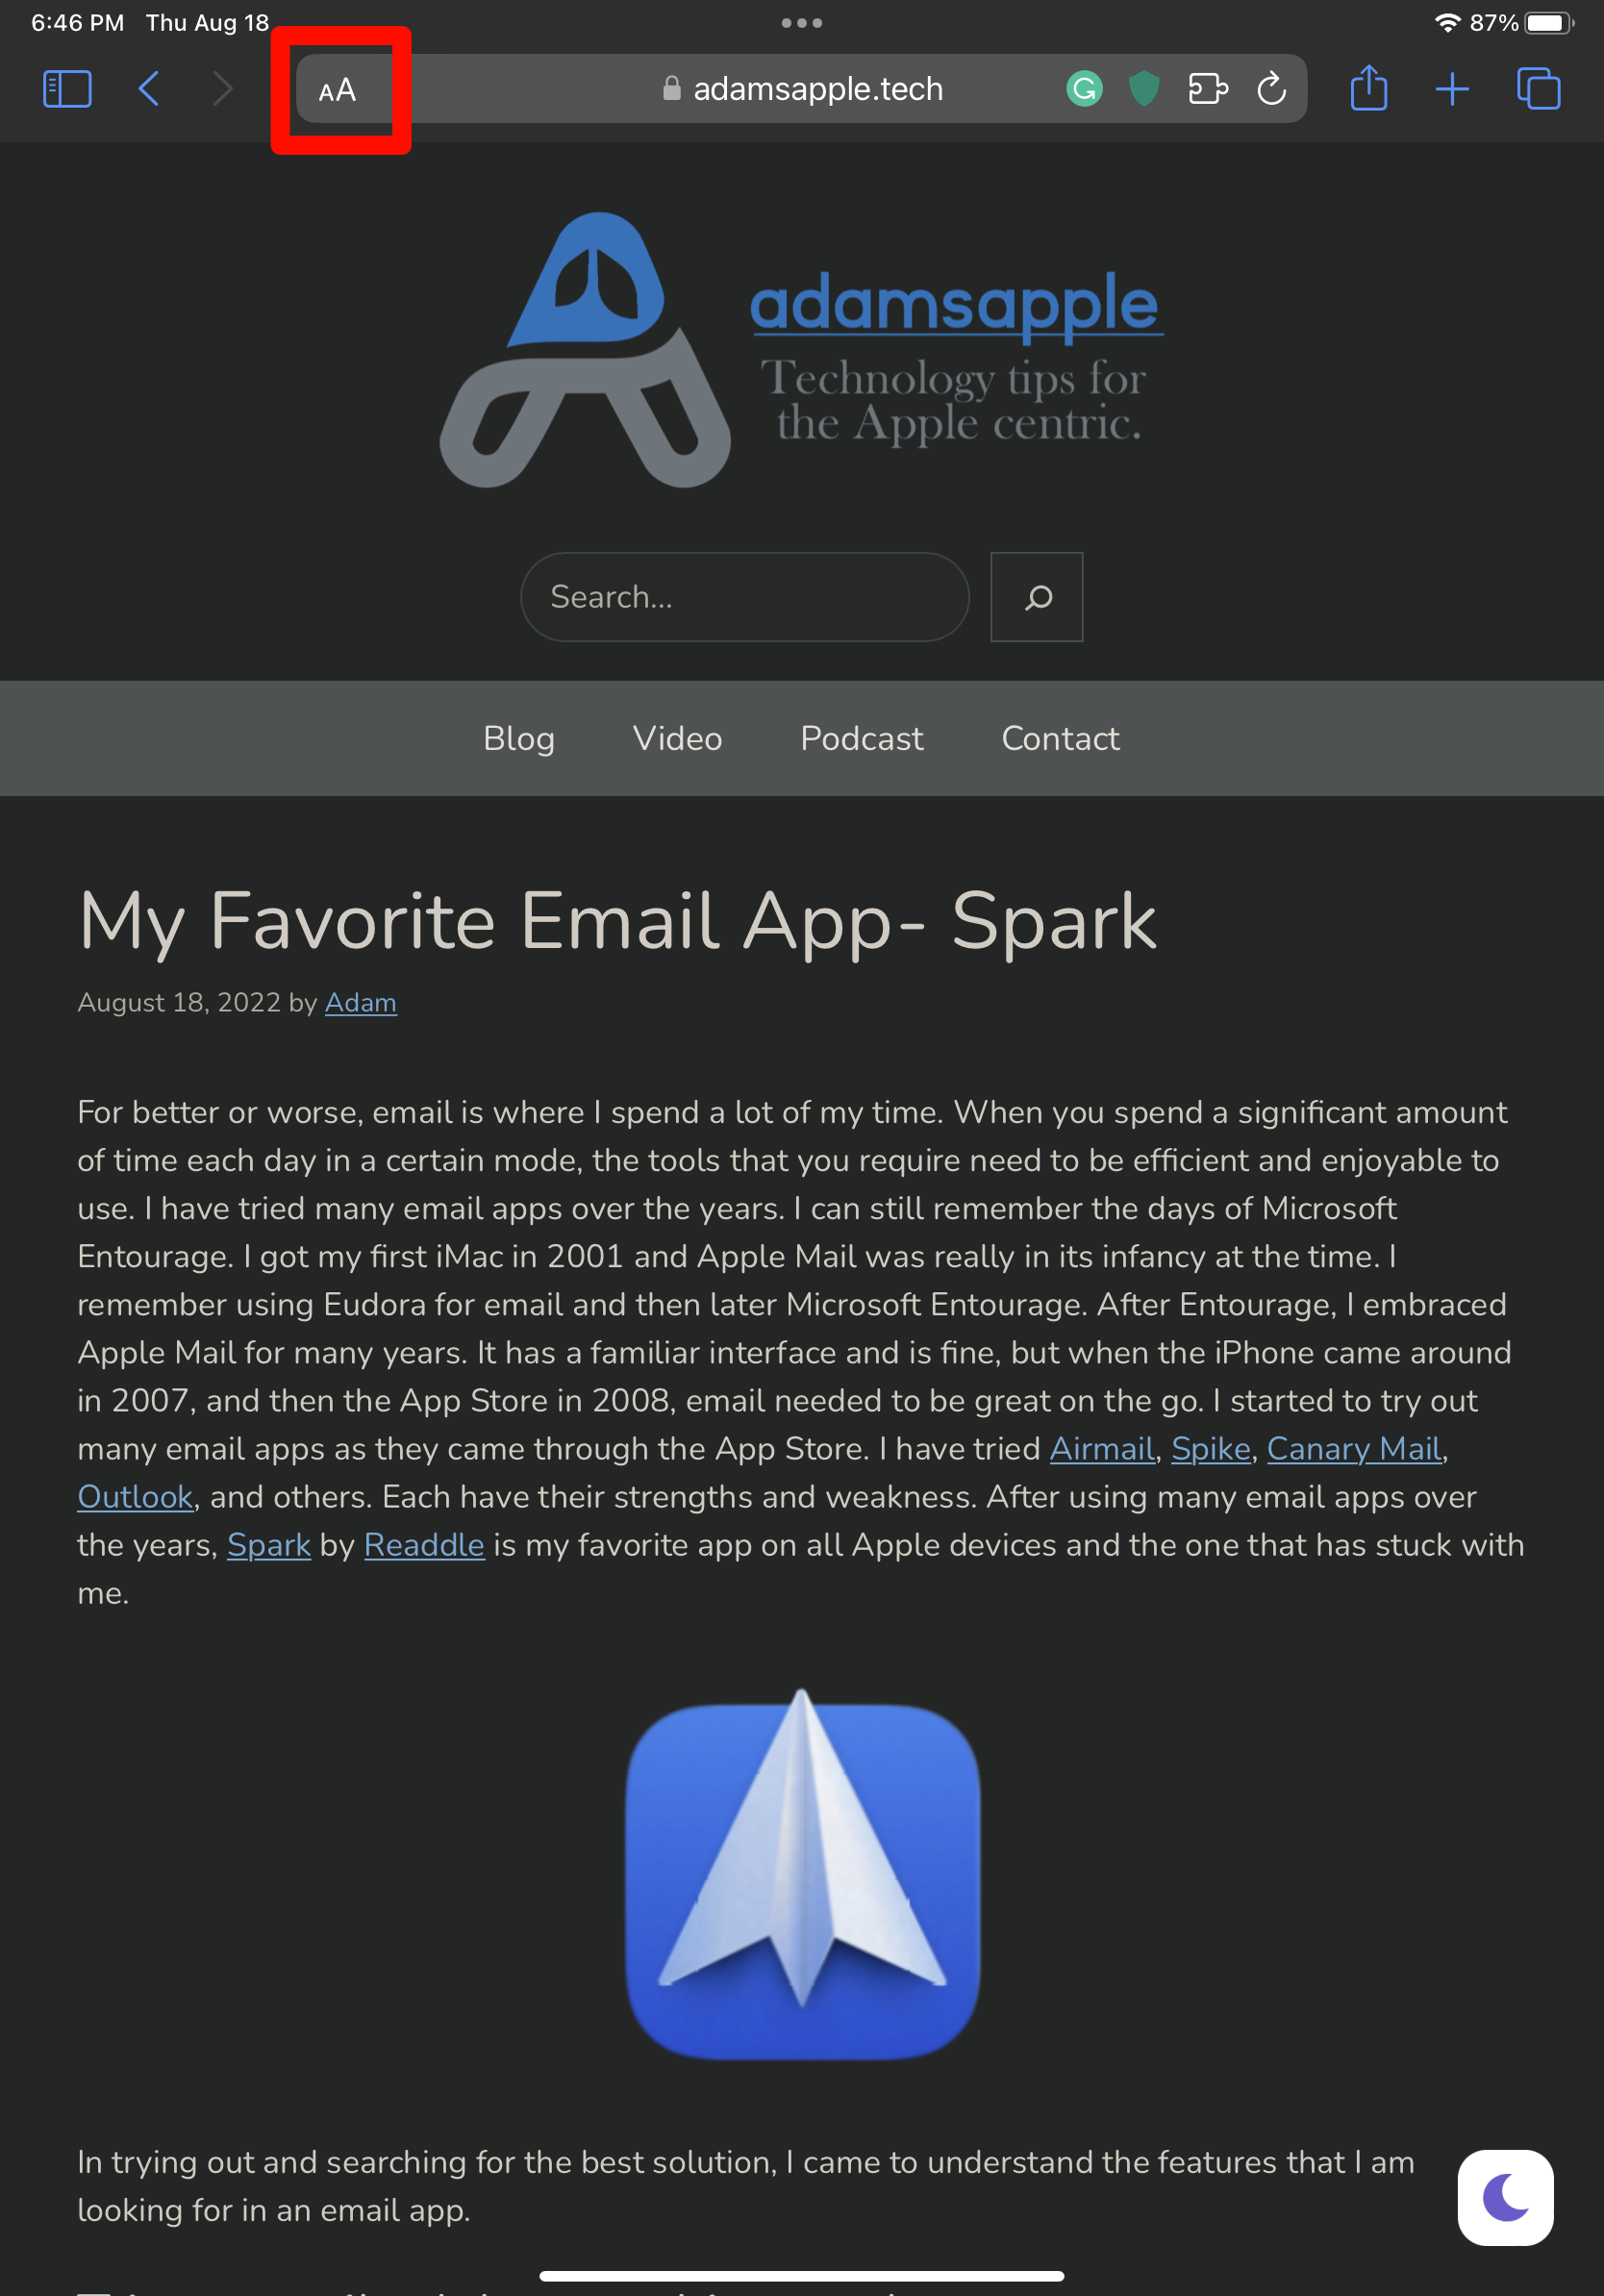 6:46 PM Thu Aug 18
87%
AA
adamsapple.tech
adamsapple
Technology tips for
the Apple centric.
Search...
Blog Video Podcast Contact
My Favorite Email App- Spark
August 18, 2022 by Adam
For better or worse, email is where I spend a lot of my time. When you spend a significant amount
of time each day in a certain mode, the tools that you require need to be efficient and enjoyable to
use. I have tried many email apps over the years. I can still remember the days of Microsoft
Entourage. I got my first iMac in 2001 and Apple Mail was really in its infancy at the time. I
remember using Eudora for email and then later Microsoft Entourage. After Entourage, I embraced
Apple Mail for many years. It has a familiar interface and is fine, but when the iPhone came around
in 2007, and then the App Store in 2008, email needed to be great on the go. I started to try out
many email apps as they came through the App Store. I have tried Airmail, Spike, Canary Mail,
Outlook, and others. Each have their strengths and weakness. After using many email apps over
the years, Spark by Readdle is my favorite app on all Apple devices and the one that has stuck with
me.
In trying out and searching for the best solution, I came to understand the features that I am
looking for in an email app.